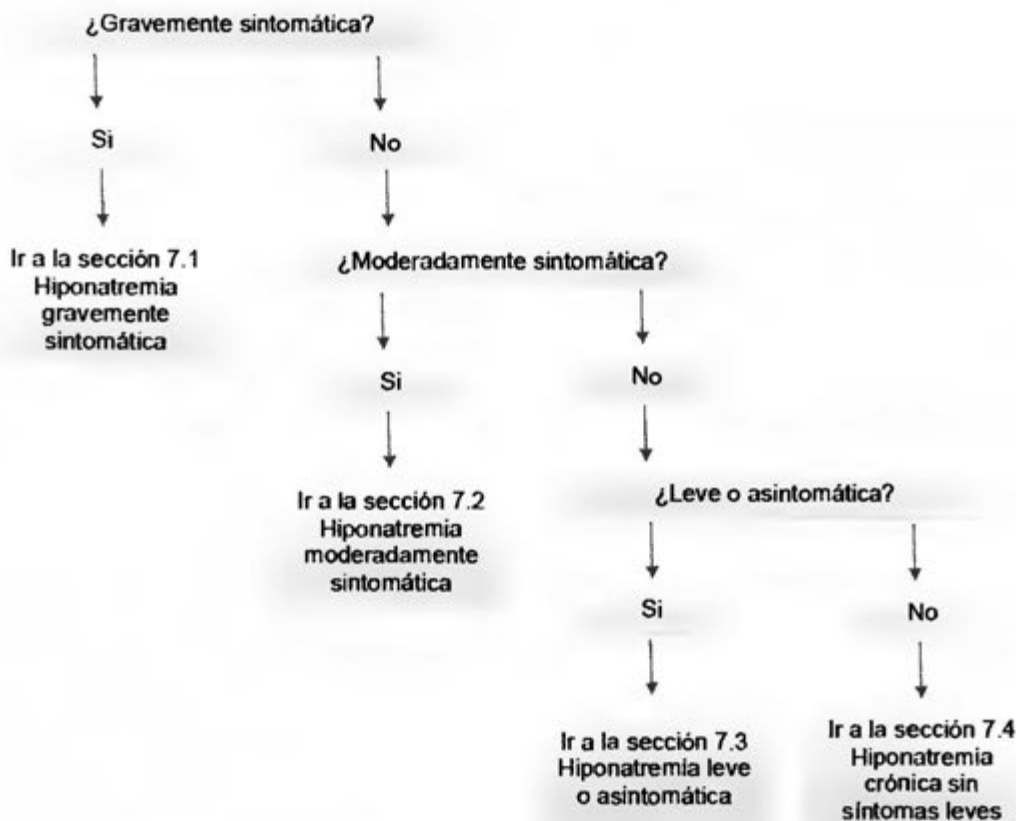 ¿Gravemente sintomática?
Si
No
Ir a la sección 7.1
Hiponatremia
gravemente
sintomática
¿Moderadamente sintomática?
Si
No
Ir a la sección 7.2
Hiponatremia
moderadamente
sintomática
¿Leve o asintomática?
Si
No
Ir a la sección 7.3
Hiponatremia leve
o asintomática
Ir a la sección 7.4
Hiponatremia
crónica sin
síntomas leves